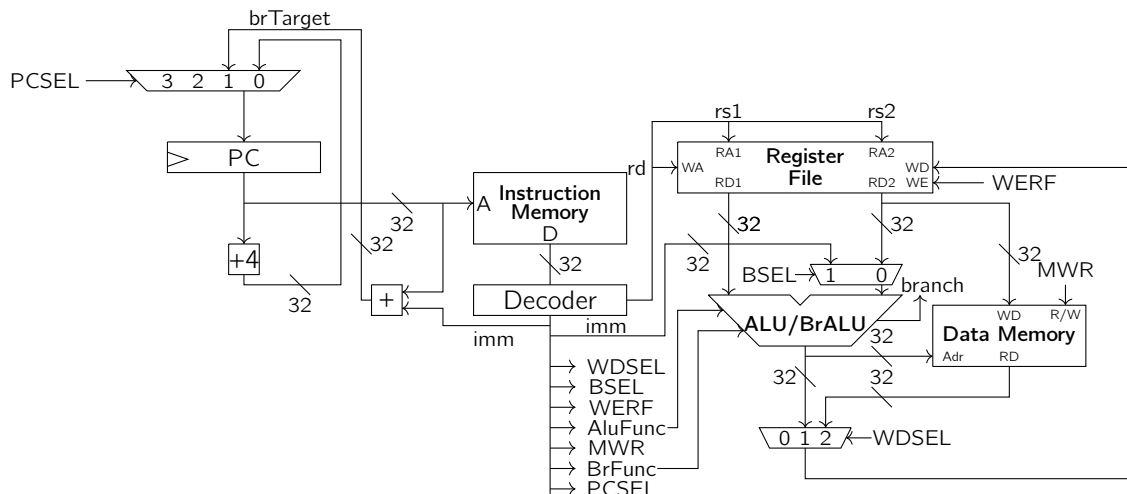 brTarget
PCSEL
3 2 1 0
PC
+4
32
32
32
+
imm
A
Instruction
Memory
D
32
Decoder
imm
WDSEL
BSEL
WERF
AluFunc
MWR
BrFunc
PCSEL
rs1
rs2
rd
WA
RA1
Register
File
RA2
WD
RD1
RD2
WE
WERF
32
32
32
32
BSEL
1 0
MWR
branch
ALU/BrALU
32
WD
R/W
Data Memory
Adr
RD
32
32
0 1 2
WDSEL